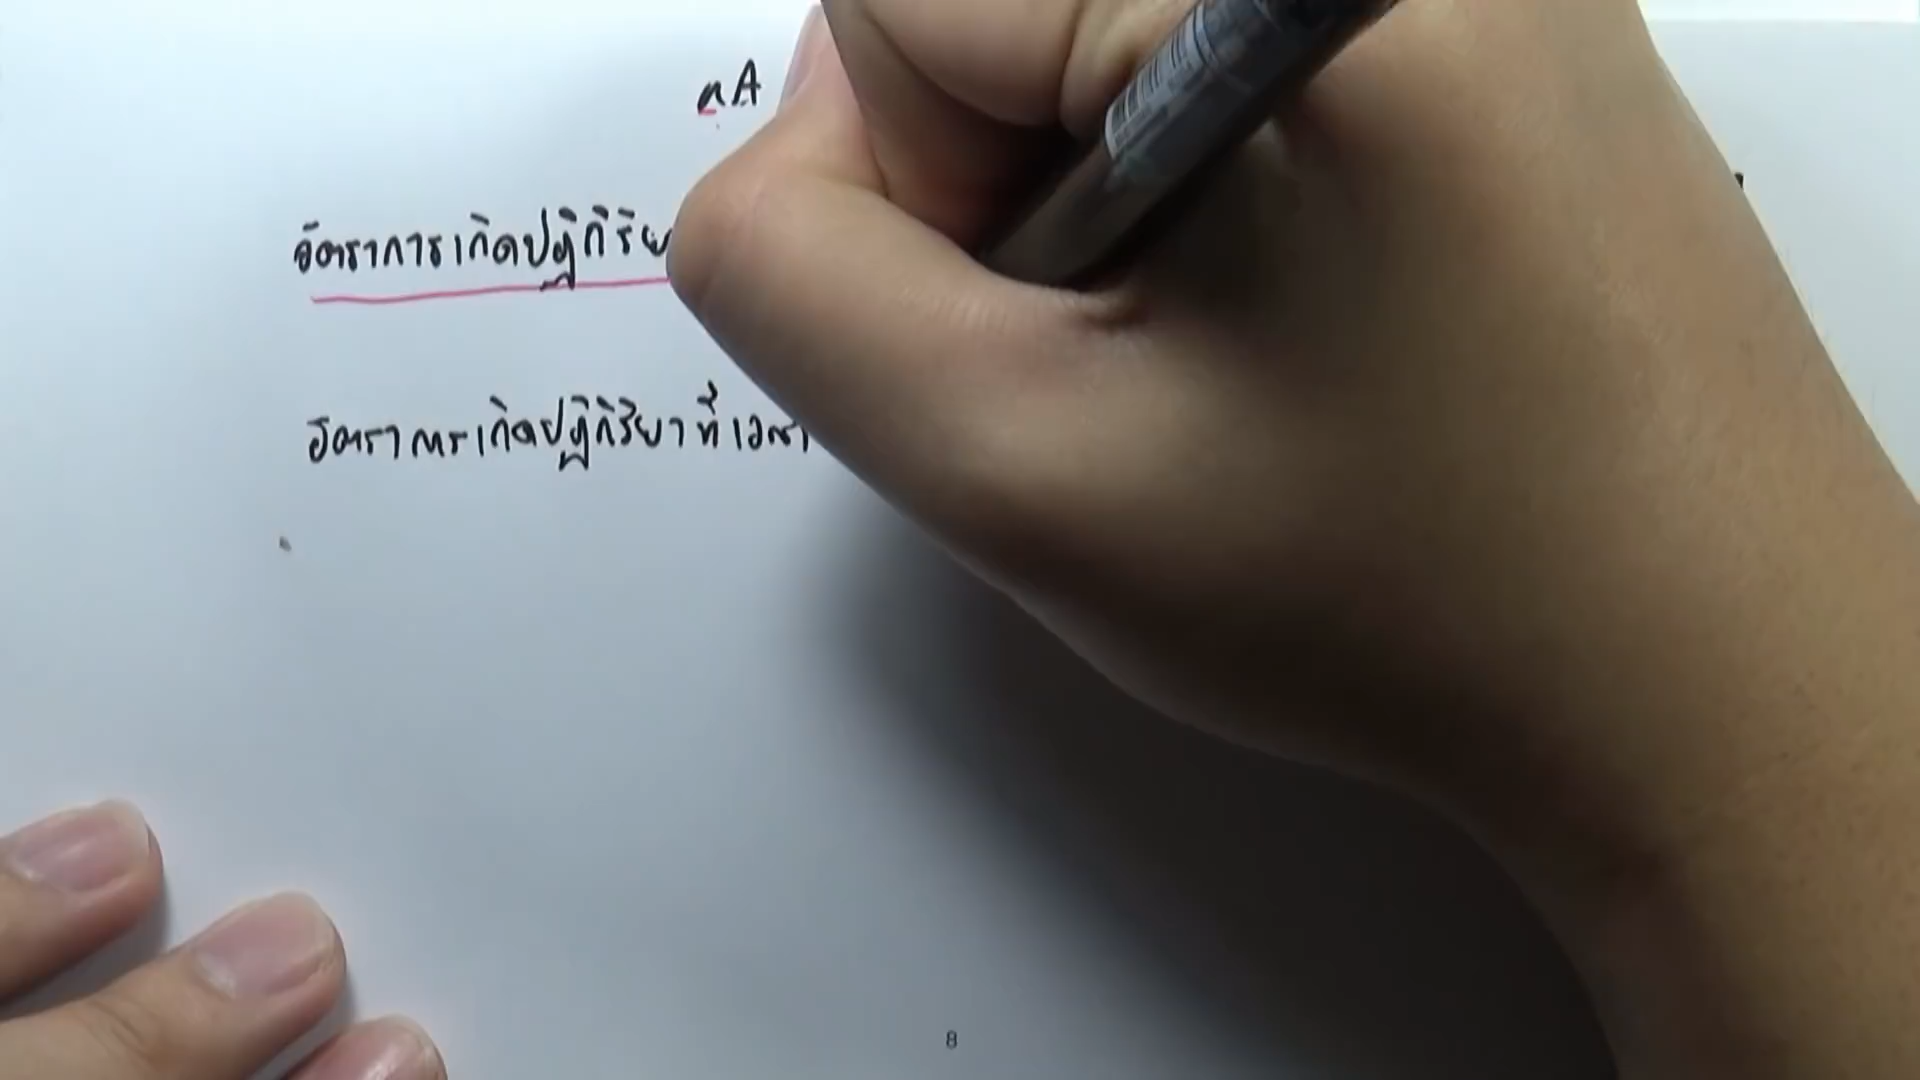 aA
อัตราการเกิดปฏิกิริย
อัตราการเกิดปฏิกิริยาที่เวลา
8